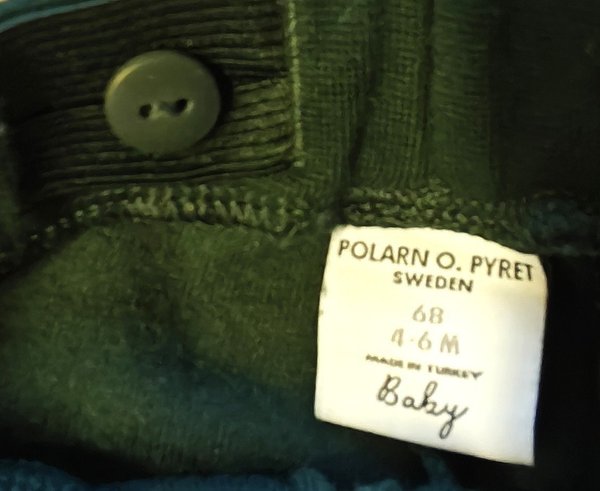 POLARN O. PYRET
SWEDEN
68
4-6 M
MADE IN TURKEY
Baby